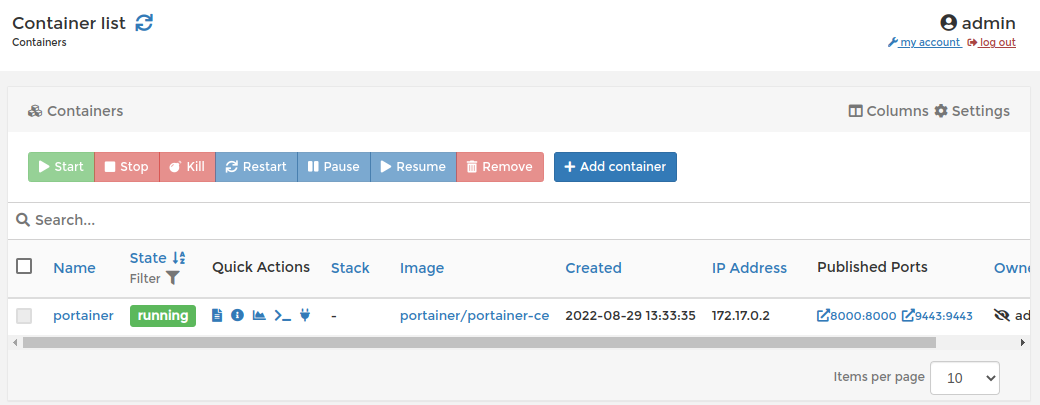 Container list
Containers
admin
my account log out
Containers
Columns Settings
Start Stop Kill Restart Pause Resume Remove + Add container
Search...
Name State Filter Quick Actions Stack Image Created IP Address Published Ports Owne
portainer running - portainer/portainer-ce 2022-08-29 13:33:35 172.17.0.2 8000:8000 9443:9443 ad
Items per page 10